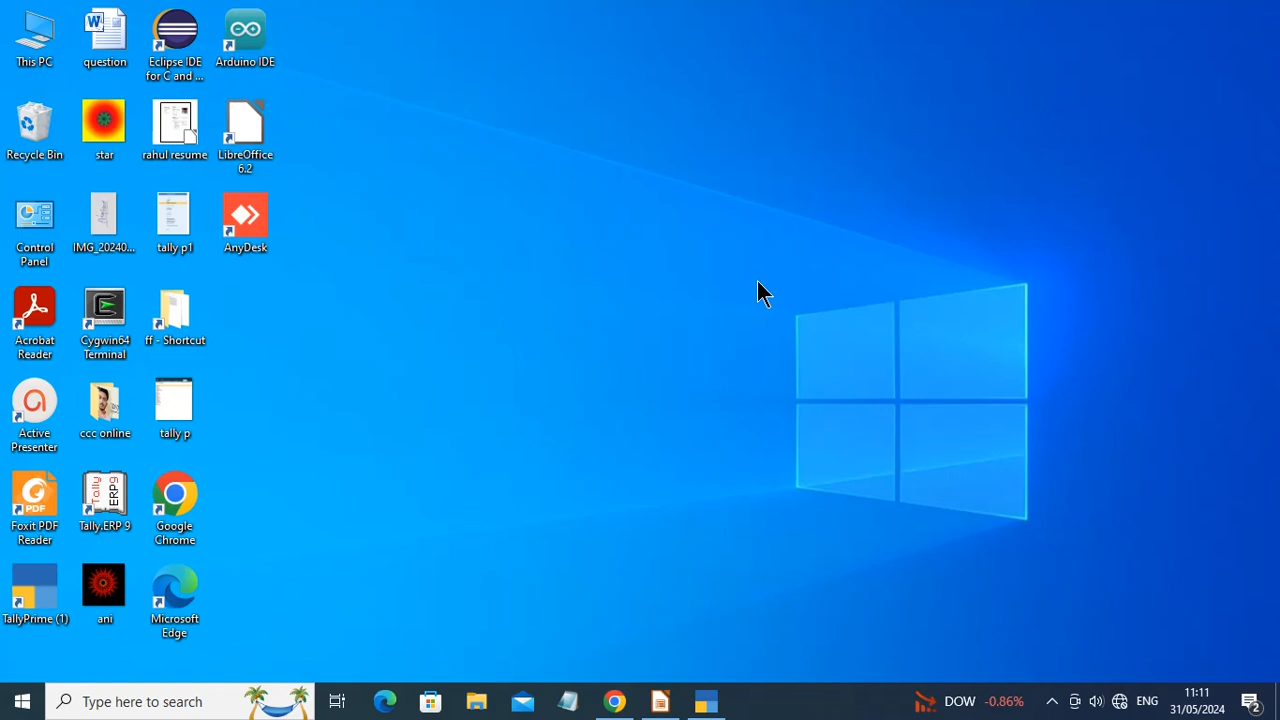 This PC
question
Eclipse IDE
for C and ...
Arduino IDE
Recycle Bin
star
rahul resume
LibreOffice
6.2
Control
Panel
IMG_20240...
tally p1
AnyDesk
Acrobat
Reader
Cygwin64
Terminal
ff - Shortcut
Active
Presenter
ccc online
tally p
Foxit PDF
Reader
Tally
ERP9
Tally.ERP 9
Google
Chrome
TallyPrime (1)
ani
Microsoft
Edge
Type here to search
DOW -0.86%
ENG
11:11
31/05/2024
2